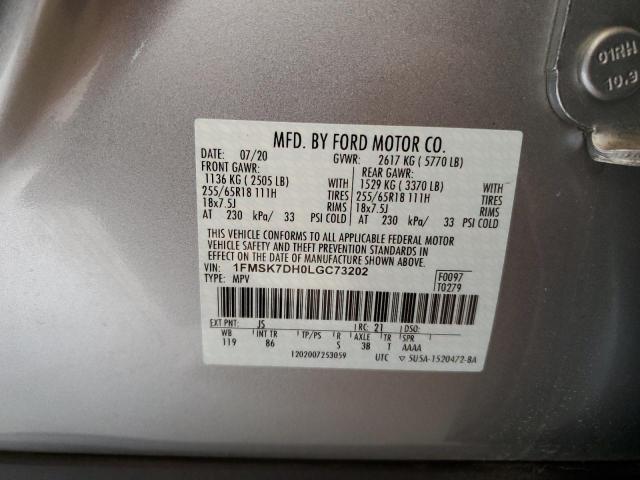 01RH
10.9
MFD. BY FORD MOTOR CO.
DATE: 07/20 GVWR: 2617 KG ( 5770 LB)
FRONT GAWR: REAR GAWR:
1136 KG ( 2505 LB) WITH 1529 KG ( 3370 LB) WITH
255/65R18 111H TIRES 255/65R18 111H TIRES
18x7.5J RIMS 18x7.5J RIMS
AT 230 kPa/ 33 PSI COLD AT 230 kPa/ 33 PSI COLD
THIS VEHICLE CONFORMS TO ALL APPLICABLE FEDERAL MOTOR
VEHICLE SAFETY AND THEFT PREVENTION STANDARDS IN
EFFECT ON THE DATE OF MANUFACTURE SHOWN ABOVE.
VIN: 1FMSK7DH0LGC73202 F0097
TYPE: MPV T0279
EXT PNT: JS RC: 21 DSO:
WB INT TR TP/PS R AXLE TR SPR
119 86 S 38 T AAAA
1202007253059 UTC ▽ 5U5A-1520472-BA